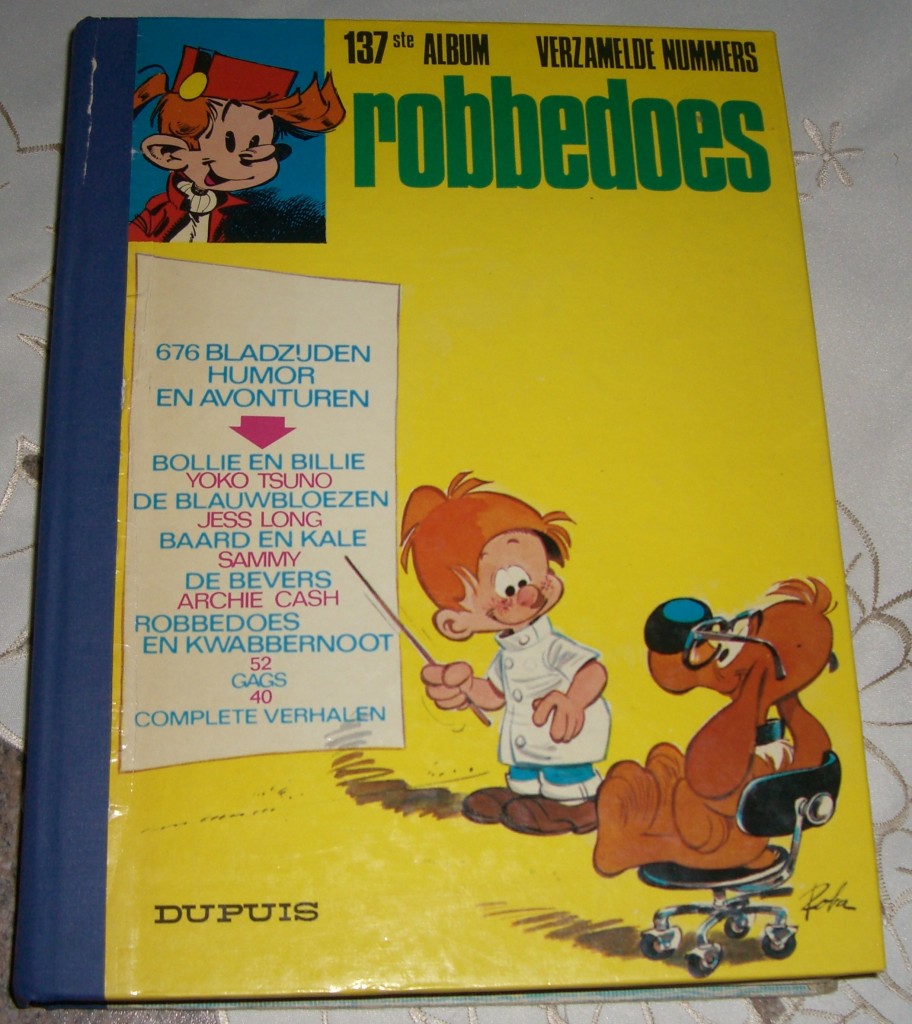 137 ste ALBUM VERZAMELDE NUMMERS
robbedoes
676 BLADZIJDEN
HUMOR
EN AVONTUREN
BOLLIE EN BILLIE
YOKO TSUNO
DE BLAUWBLOEZEN
JESS LONG
BAARD EN KALE
SAMMY
DE BEVERS
ARCHIE CASH
ROBBEDOES
EN KWABBERNOOT
52
GAGS
40
COMPLETE VERHALEN
DUPUIS
Roba